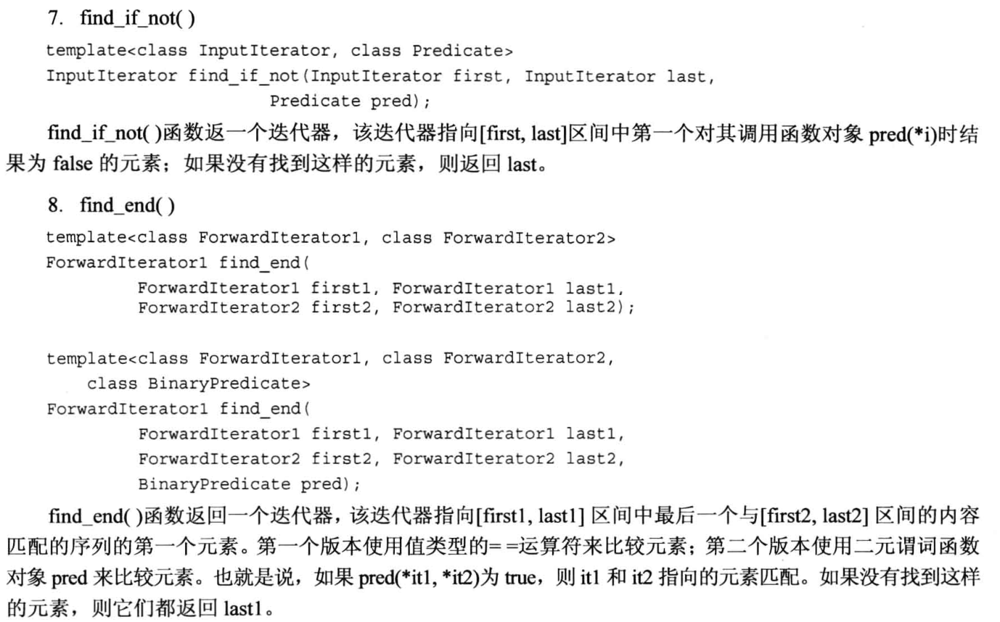 7. find_if_not( )
template<class InputIterator, class Predicate>
InputIterator find_if_not(InputIterator first, InputIterator last,
Predicate pred);
find_if_not( )函数返一个迭代器，该迭代器指向[first, last]区间中第一个对其调用函数对象 pred(*i)时结
果为 false 的元素；如果没有找到这样的元素，则返回 last。
8. find_end( )
template<class ForwardIterator1, class ForwardIterator2>
ForwardIterator1 find_end(
ForwardIterator1 first1, ForwardIterator1 last1,
ForwardIterator2 first2, ForwardIterator2 last2);
template<class ForwardIterator1, class ForwardIterator2,
class BinaryPredicate>
ForwardIterator1 find_end(
ForwardIterator1 first1, ForwardIterator1 last1,
ForwardIterator2 first2, ForwardIterator2 last2,
BinaryPredicate pred);
find_end( )函数返回一个迭代器，该迭代器指向[first1, last1] 区间中最后一个与[first2, last2] 区间的内容
匹配的序列的第一个元素。第一个版本使用值类型的= =运算符来比较元素；第二个版本使用二元谓词函数
对象 pred 来比较元素。也就是说，如果 pred(*it1, *it2)为 true，则 it1 和 it2 指向的元素匹配。如果没有找到这样
的元素，则它们都返回 last1。